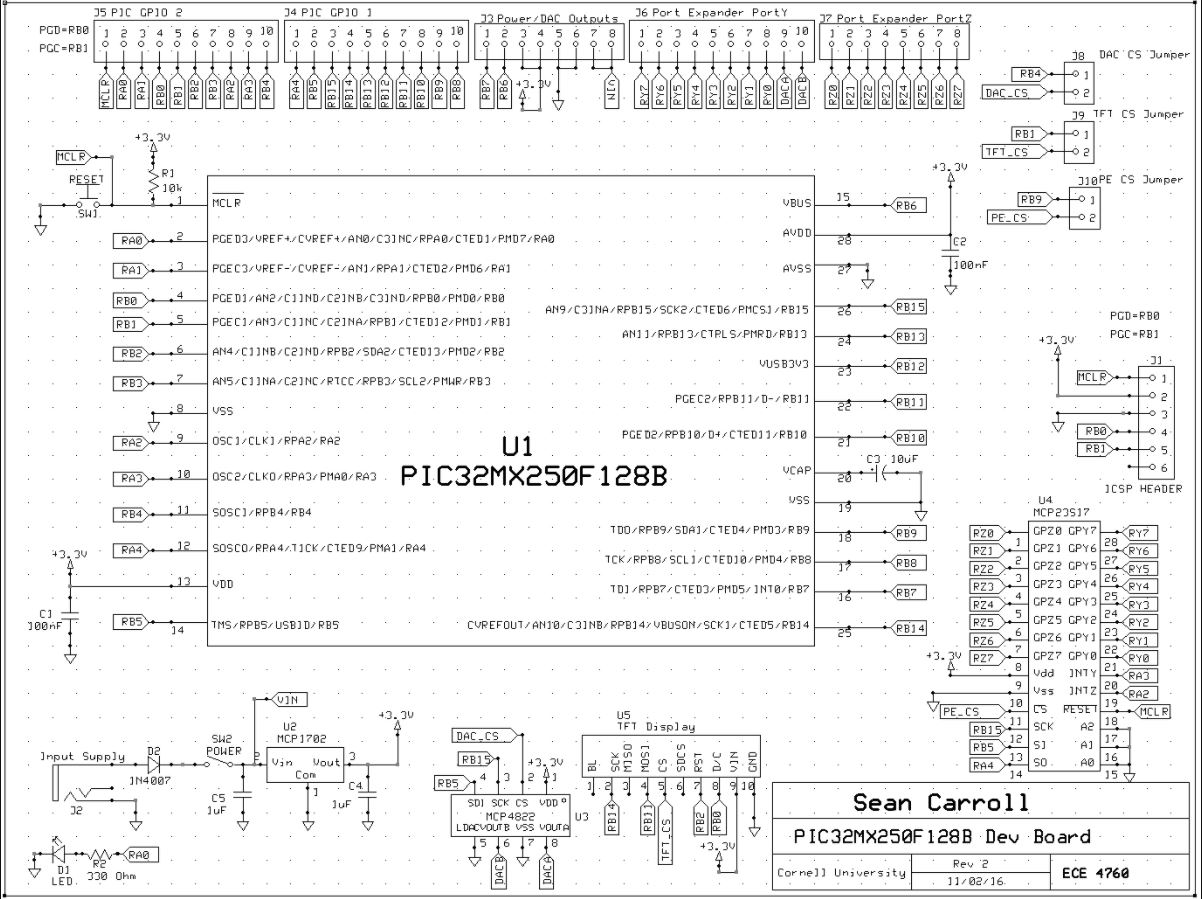 J5 PIC GPIO 2
J4 PIC GPIO 1
J3 Power/DAC Outputs
J6 Port Expander PortY
J7 Port Expander PortZ
PGD=RB0
PGC=RB1
1 2 3 4 5 6 7 8 9 10
1 2 3 4 5 6 7 8 9 10
1 2 3 4 5 6 7 8
1 2 3 4 5 6 7 8 9 10
1 2 3 4 5 6 7 8
MCLR RA0 RA1 RB0 RB1 RB2 RB3 RA2 RA3 RB4
RA4 RB5 RB15 RB14 RB13 RB12 RB11 RB10 RB9 RB8
RB7 RB6 +3.3V VIN
RY7 RY6 RY5 RY4 RY3 RY2 RY1 RY0 DACA DACB
RZ0 RZ1 RZ2 RZ3 RZ4 RZ5 RZ6 RZ7
J8 DAC CS Jumper
RB4 1
DAC_CS 2
J9 TFT CS Jumper
RB1 1
TFT_CS 2
J10 PE CS Jumper
RB9 1
PE_CS 2
+3.3V
MCLR
R1
10k
RESET
SW1
1 MCLR
RA0 2 PGED3/VREF+/CVREF+/AN0/C3INC/RPA0/CTED1/PMD7/RA0
RA1 3 PGEC3/VREF-/CVREF-/AN1/RPA1/CTED2/PMD6/RA1
RB0 4 PGED1/AN2/C1IND/C2INB/C3IND/RPB0/PMD0/RB0
RB1 5 PGEC1/AN3/C1INC/C2INA/RPB1/CTED12/PMD1/RB1
RB2 6 AN4/C1INB/C2IND/RPB2/SDA2/CTED13/PMD2/RB2
RB3 7 AN5/C1INA/C2INC/RTCC/RPB3/SCL2/PMWR/RB3
8 VSS
RA2 9 OSC1/CLKI/RPA2/RA2
RA3 10 OSC2/CLKO/RPA3/PMA0/RA3
RB4 11 SOSCI/RPB4/RB4
RA4 12 SOSCO/RPA4/T1CK/CTED9/PMA1/RA4
+3.3V
13 VDD
C1
100nF
RB5 14 TMS/RPB5/USBID/RB5
U1
PIC32MX250F128B
VBUS 15 RB6
+3.3V
AVDD 28
C2
100nF
AVSS 27
AN9/C3INA/RPB15/SCK2/CTED6/PMCS1/RB15 26 RB15
AN11/RPB13/CTPLS/PMRD/RB13 24 RB13
VUSB3V3 23 RB12
PGEC2/RPB11/D-/RB11 22 RB11
PGED2/RPB10/D+/CTED11/RB10 21 RB10
VCAP 20 C3 10uF
VSS 19
TDO/RPB9/SDA1/CTED4/PMD3/RB9 18 RB9
TCK/RPB8/SCL1/CTED10/PMD4/RB8 17 RB8
TDI/RPB7/CTED3/PMD5/INT0/RB7 16 RB7
CVREFOUT/AN10/C3INB/RPB14/VBUSON/SCK1/CTED5/RB14 25 RB14
PGD=RB0
PGC=RB1
+3.3V
J1
MCLR 1
2
3
RB0 4
RB1 5
6
ICSP HEADER
U4
MCP23S17
RZ0 1 GPZ0 GPY7 28 RY7
RZ1 2 GPZ1 GPY6 27 RY6
RZ2 3 GPZ2 GPY5 26 RY5
RZ3 4 GPZ3 GPY4 25 RY4
RZ4 5 GPZ4 GPY3 24 RY3
RZ5 6 GPZ5 GPY2 23 RY2
RZ6 7 GPZ6 GPY1 22 RY1
RZ7 8 GPZ7 GPY0 21 RY0
+3.3V 9 Vdd INTY 20 RA3
10 Vss INTZ 19 RA2
PE_CS 11 CS RESET 18 MCLR
RB15 12 SCK A2 17
RB5 13 SI A1 16
RA4 14 SO A0 15
VIN
+3.3V
Input Supply
J2
D2
1N4007
SW2
POWER
C5
1uF
U2
MCP1702
2 Vin Vout 3
Com
1
C4
1uF
D1
LED
R2
330 Ohm
RA0
DAC_CS
RB15
RB5
+3.3V
4 3 2 1
SDI SCK CS VDD
MCP4822
U3
LDAC VOUTB VSS VOUTA
5 6 7 8
DACB DACA
U5
TFT Display
BL SCK MISO MOSI CS SDCS RST D/C VIN GND
1 2 3 4 5 6 7 8 9 10
RB14 RB11 TFT_CS RB2 RB0
+3.3V
Sean Carroll
PIC32MX250F128B Dev Board
Cornell University
Rev 2
11/02/16
ECE 4760